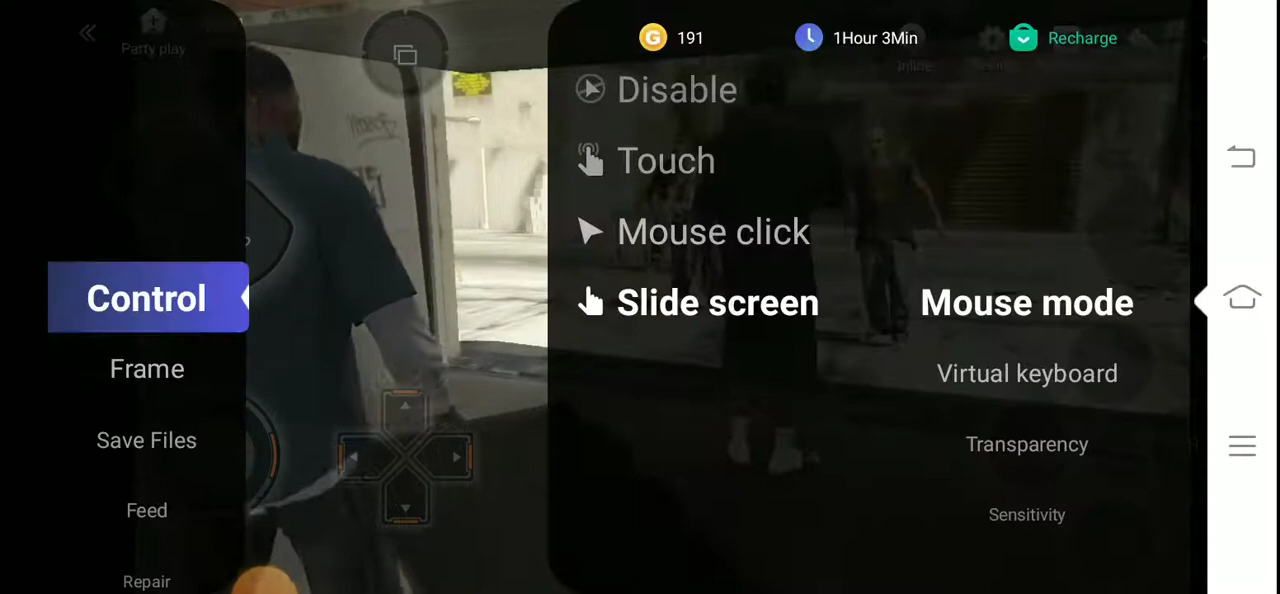 Party play
G 191
1Hour 3Min
Recharge
Inline
Disable
Touch
Mouse click
Slide screen
Control
Frame
Save Files
Feed
Repair
Mouse mode
Virtual keyboard
Transparency
Sensitivity